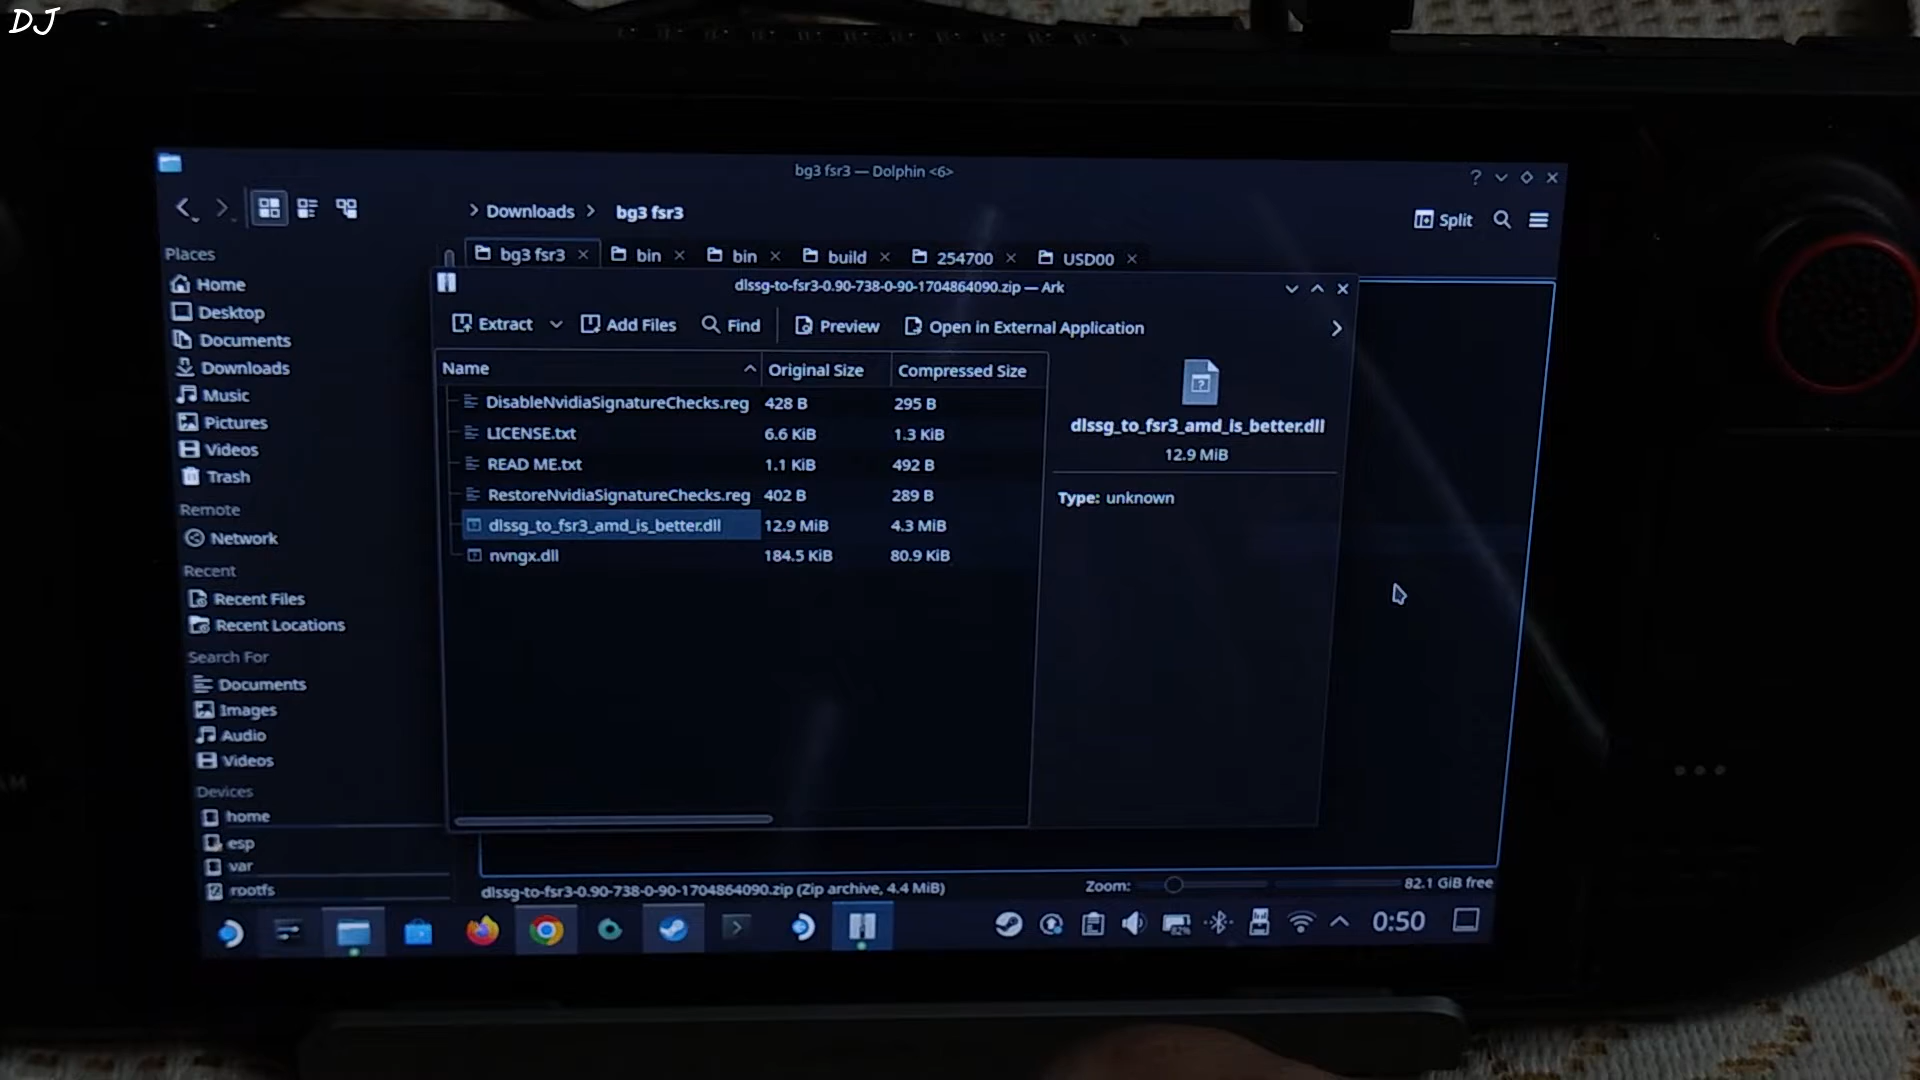 DJ
bg3 fsr3 — Dolphin <6>
Downloads
bg3 fsr3
Split
Places
Home
Desktop
Documents
Downloads
Music
Pictures
Videos
Trash
Remote
Network
Recent
Recent Files
Recent Locations
Search For
Documents
Images
Audio
Videos
Devices
home
esp
var
rootfs
bg3 fsr3
bin
bin
build
254700
USD00
dlssg-to-fsr3-0.90-738-0-90-1704864090.zip — Ark
Extract
Add Files
Find
Preview
Open in External Application
Name Original Size Compressed Size
DisableNvidiaSignatureChecks.reg 428 B 295 B
LICENSE.txt 6.6 KiB 1.3 KiB
READ ME.txt 1.1 KiB 492 B
RestoreNvidiaSignatureChecks.reg 402 B 289 B
dlssg_to_fsr3_amd_is_better.dll 12.9 MiB 4.3 MiB
nvngx.dll 184.5 KiB 80.9 KiB
dlssg_to_fsr3_amd_is_better.dll
12.9 MiB
Type: unknown
dlssg-to-fsr3-0.90-738-0-90-1704864090.zip (Zip archive, 4.4 MiB)
Zoom:
82.1 GiB free
82%
0:50